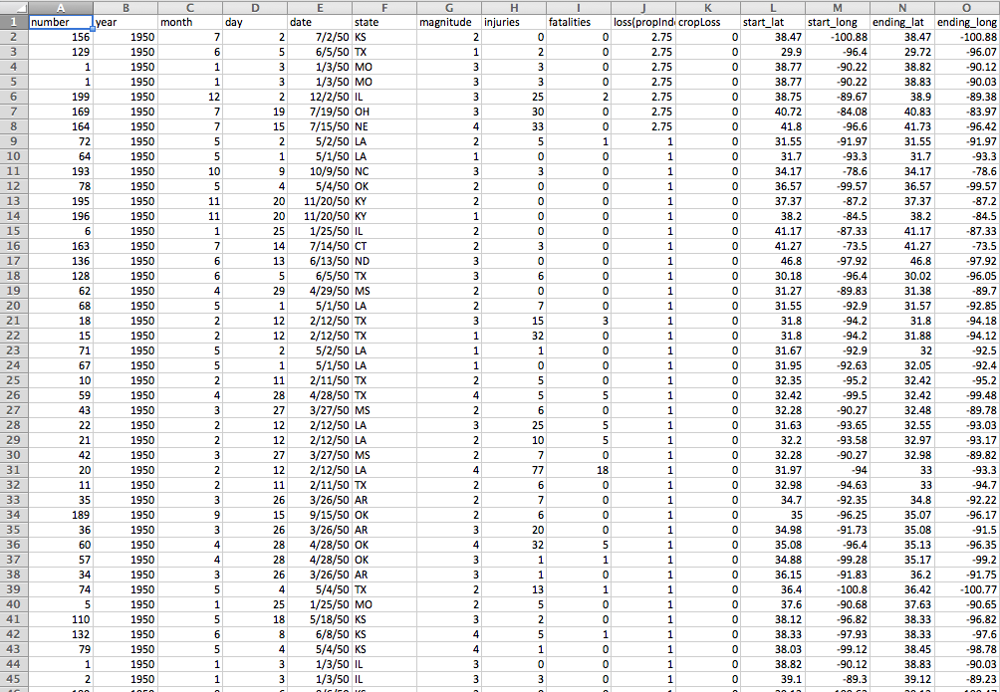 A B C D E F G H I J K L M N O
1 number year month day date state magnitude injuries fatalities loss(propInd cropLoss start_lat start_long ending_lat ending_long
2 156 1950 7 2 7/2/50 KS 2 0 0 2.75 0 38.47 -100.88 38.47 -100.88
3 129 1950 6 5 6/5/50 TX 1 2 0 2.75 0 29.9 -96.4 29.72 -96.07
4 1 1950 1 3 1/3/50 MO 3 3 0 2.75 0 38.77 -90.22 38.82 -90.12
5 1 1950 1 3 1/3/50 MO 3 3 0 2.75 0 38.77 -90.22 38.83 -90.03
6 199 1950 12 2 12/2/50 IL 3 25 2 2.75 0 38.75 -89.67 38.9 -89.38
7 169 1950 7 19 7/19/50 OH 3 30 0 2.75 0 40.72 -84.08 40.83 -83.97
8 164 1950 7 15 7/15/50 NE 4 33 0 2.75 0 41.8 -96.6 41.73 -96.42
9 72 1950 5 2 5/2/50 LA 2 5 1 1 0 31.55 -91.97 31.55 -91.97
10 64 1950 5 1 5/1/50 LA 1 0 0 1 0 31.7 -93.3 31.7 -93.3
11 193 1950 10 9 10/9/50 NC 3 3 0 1 0 34.17 -78.6 34.17 -78.6
12 78 1950 5 4 5/4/50 OK 2 0 0 1 0 36.57 -99.57 36.57 -99.57
13 195 1950 11 20 11/20/50 KY 2 0 0 1 0 37.37 -87.2 37.37 -87.2
14 196 1950 11 20 11/20/50 KY 1 0 0 1 0 38.2 -84.5 38.2 -84.5
15 6 1950 1 25 1/25/50 IL 2 0 0 1 0 41.17 -87.33 41.17 -87.33
16 163 1950 7 14 7/14/50 CT 2 3 0 1 0 41.27 -73.5 41.27 -73.5
17 136 1950 6 13 6/13/50 ND 3 0 0 1 0 46.8 -97.92 46.8 -97.92
18 128 1950 6 5 6/5/50 TX 3 6 0 1 0 30.18 -96.4 30.02 -96.05
19 62 1950 4 29 4/29/50 MS 2 0 0 1 0 31.27 -89.83 31.38 -89.7
20 68 1950 5 1 5/1/50 LA 2 7 0 1 0 31.55 -92.9 31.57 -92.85
21 18 1950 2 12 2/12/50 TX 3 15 3 1 0 31.8 -94.2 31.8 -94.18
22 15 1950 2 12 2/12/50 TX 1 32 0 1 0 31.8 -94.2 31.88 -94.12
23 71 1950 5 2 5/2/50 LA 1 1 0 1 0 31.67 -92.9 32 -92.5
24 67 1950 5 1 5/1/50 LA 1 0 0 1 0 31.95 -92.63 32.05 -92.4
25 10 1950 2 11 2/11/50 TX 2 5 0 1 0 32.35 -95.2 32.42 -95.2
26 59 1950 4 28 4/28/50 TX 4 5 5 1 0 32.42 -99.5 32.42 -99.48
27 43 1950 3 27 3/27/50 MS 2 6 0 1 0 32.28 -90.27 32.48 -89.78
28 22 1950 2 12 2/12/50 LA 3 25 5 1 0 31.63 -93.65 32.55 -93.03
29 21 1950 2 12 2/12/50 LA 2 10 5 1 0 32.2 -93.58 32.97 -93.17
30 42 1950 3 27 3/27/50 MS 2 7 0 1 0 32.28 -90.27 32.98 -89.82
31 20 1950 2 12 2/12/50 LA 4 77 18 1 0 31.97 -94 33 -93.3
32 11 1950 2 11 2/11/50 TX 2 6 0 1 0 32.98 -94.63 33 -94.7
33 35 1950 3 26 3/26/50 AR 2 7 0 1 0 34.7 -92.35 34.8 -92.22
34 189 1950 9 15 9/15/50 OK 2 6 0 1 0 35 -96.25 35.07 -96.17
35 36 1950 3 26 3/26/50 AR 3 20 0 1 0 34.98 -91.73 35.08 -91.5
36 60 1950 4 28 4/28/50 OK 4 32 5 1 0 35.08 -96.4 35.13 -96.35
37 57 1950 4 28 4/28/50 OK 3 1 1 1 0 34.88 -99.28 35.17 -99.2
38 34 1950 3 26 3/26/50 AR 3 1 0 1 0 36.15 -91.83 36.2 -91.75
39 74 1950 5 4 5/4/50 TX 2 13 1 1 0 36.4 -100.8 36.42 -100.77
40 5 1950 1 25 1/25/50 MO 2 5 0 1 0 37.6 -90.68 37.63 -90.65
41 110 1950 5 18 5/18/50 KS 3 2 0 1 0 38.12 -96.82 38.33 -96.82
42 132 1950 6 8 6/8/50 KS 4 5 1 1 0 38.33 -97.93 38.33 -97.6
43 79 1950 5 4 5/4/50 KS 4 1 0 1 0 38.03 -99.12 38.45 -98.78
44 1 1950 1 3 1/3/50 IL 3 0 0 1 0 38.82 -90.12 38.83 -90.03
45 2 1950 1 3 1/3/50 IL 3 3 0 1 0 39.1 -89.3 39.12 -89.23